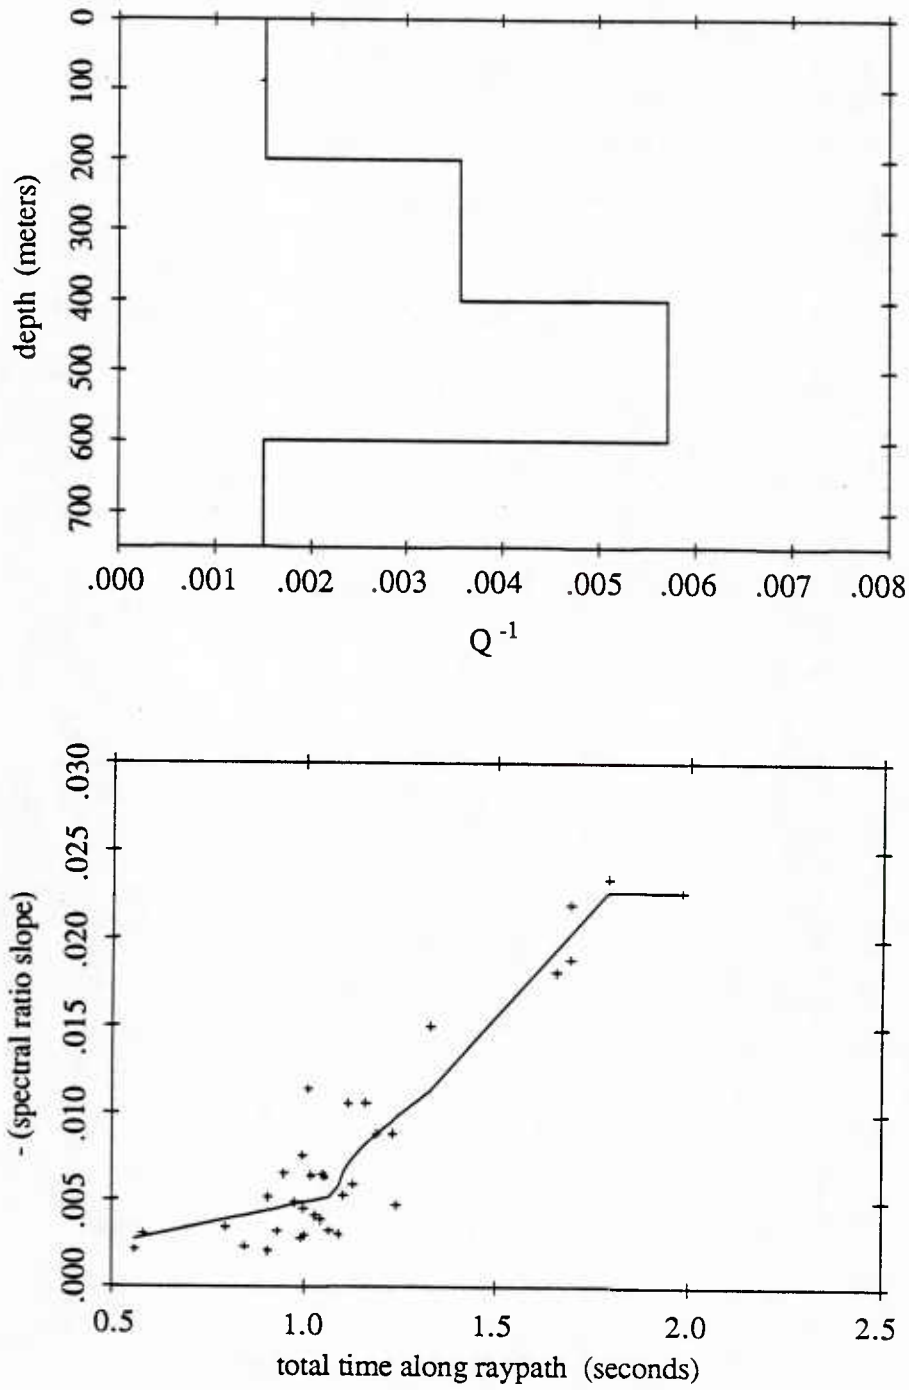 0
100
200
300
400
500
600
700
depth (meters)
.000 .001 .002 .003 .004 .005 .006 .007 .008
Q -1
.030
.025
.020
.015
.010
.005
.000
- (spectral ratio slope)
0.5 1.0 1.5 2.0 2.5
total time along raypath (seconds)